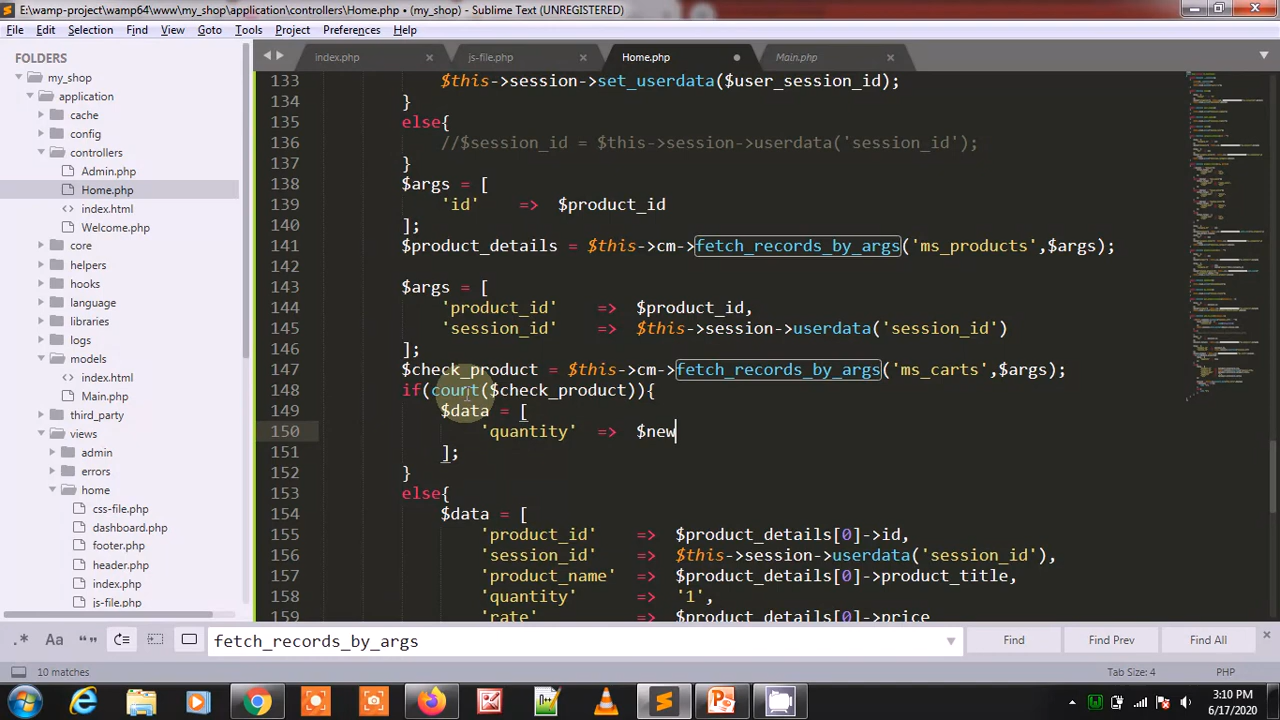 E:\wamp-project\wamp64\www\my_shop\application\controllers\Home.php • (my_shop) - Sublime Text (UNREGISTERED)
File Edit Selection Find View Goto Tools Project Preferences Help
FOLDERS
my_shop
application
cache
config
controllers
Admin.php
Home.php
index.html
Welcome.php
core
helpers
hooks
language
libraries
logs
models
index.html
Main.php
third_party
views
admin
errors
home
css-file.php
dashboard.php
footer.php
header.php
index.php
js-file.php
index.php js-file.php Home.php Main.php
133 $this->session->set_userdata($user_session_id);
134 }
135 else{
136 //$session_id = $this->session->userdata('session_id');
137 }
138 $args = [
139 'id' => $product_id
140 ];
141 $product_details = $this->cm->fetch_records_by_args('ms_products',$args);
142
143 $args = [
144 'product_id' => $product_id,
145 'session_id' => $this->session->userdata('session_id')
146 ];
147 $check_product = $this->cm->fetch_records_by_args('ms_carts',$args);
148 if(count($check_product)){
149 $data = [
150 'quantity' => $new
151 ];
152 }
153 else{
154 $data = [
155 'product_id' => $product_details[0]->id,
156 'session_id' => $this->session->userdata('session_id'),
157 'product_name' => $product_details[0]->product_title,
158 'quantity' => '1',
159 'rate' => $product_details[0]->price
.* Aa “ ” fetch_records_by_args Find Find Prev Find All
10 matches Tab Size: 4 PHP
3:10 PM
6/17/2020